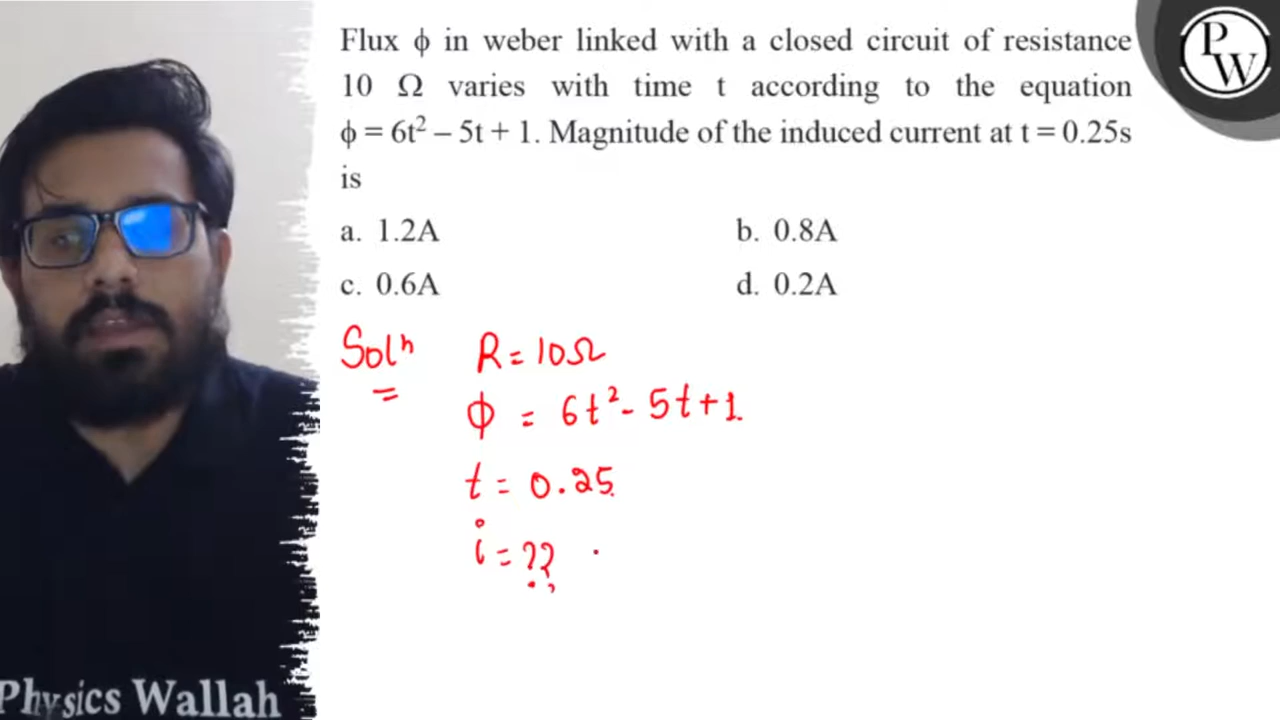 Flux ϕ in weber linked with a closed circuit of resistance
10 Ω varies with time t according to the equation
ϕ = 6t² – 5t + 1. Magnitude of the induced current at t = 0.25s
is
a. 1.2A b. 0.8A
c. 0.6A d. 0.2A
Solⁿ R = 10Ω
ϕ = 6t² - 5t + 1.
t = 0.25
i = ??
PW
Physics Wallah